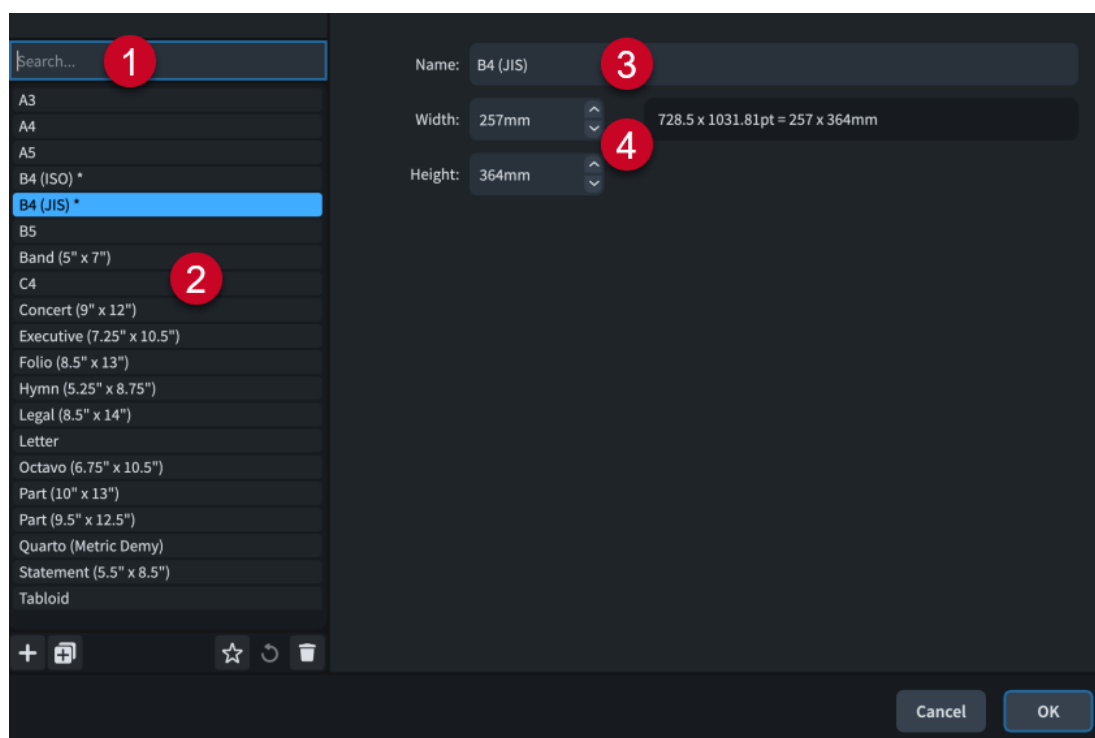 Search...
1
A3
A4
A5
B4 (ISO) *
B4 (JIS) *
B5
Band (5" x 7")
2
C4
Concert (9" x 12")
Executive (7.25" x 10.5")
Folio (8.5" x 13")
Hymn (5.25" x 8.75")
Legal (8.5" x 14")
Letter
Octavo (6.75" x 10.5")
Part (10" x 13")
Part (9.5" x 12.5")
Quarto (Metric Demy)
Statement (5.5" x 8.5")
Tabloid
Name: B4 (JIS)
3
Width: 257mm
728.5 x 1031.81pt = 257 x 364mm
4
Height: 364mm
Cancel
OK